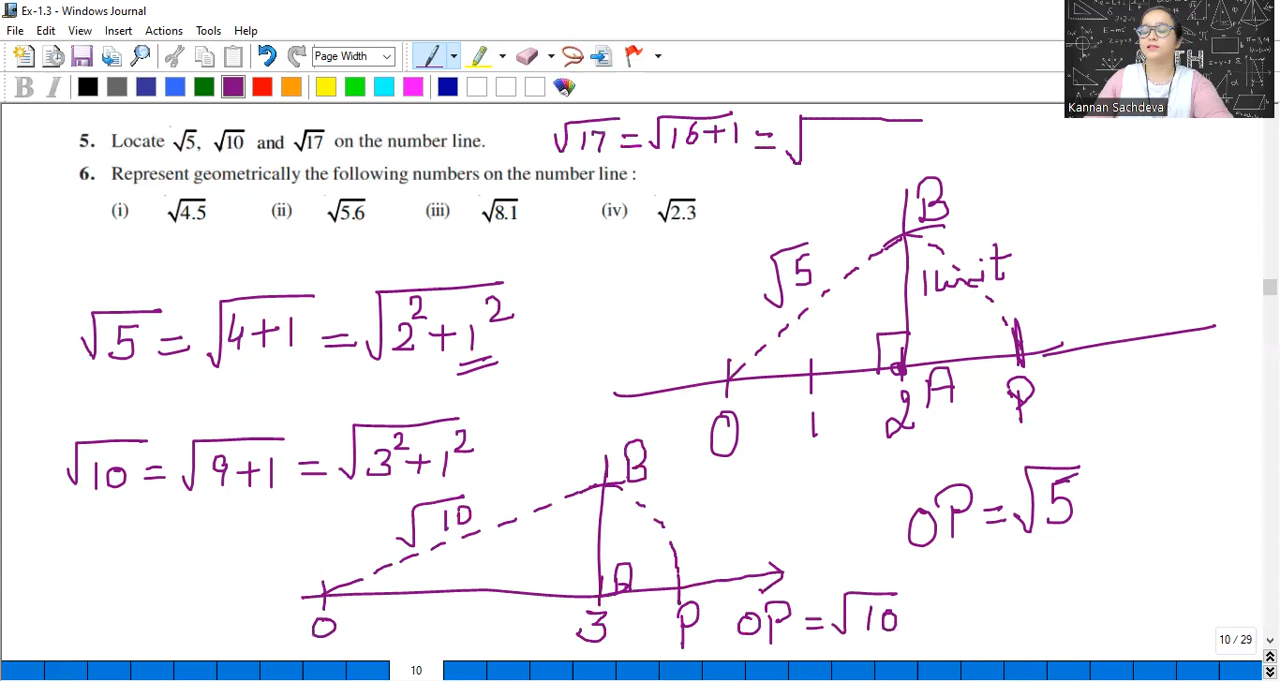 Ex-1.3 - Windows Journal
File Edit View Insert Actions Tools Help
Page Width
B I
Kannan Sachdeva
5. Locate √5, √10 and √17 on the number line.
√17 = √16+1 = √
6. Represent geometrically the following numbers on the number line :
(i) √4.5 (ii) √5.6 (iii) √8.1 (iv) √2.3
B
√5 1 Unit
√5 = √4+1 = √2²+1²
0 1 2 A P
√10 = √9+1 = √3²+1²
B
√10
OP = √5
A
0 3 P OP = √10
10 / 29
10